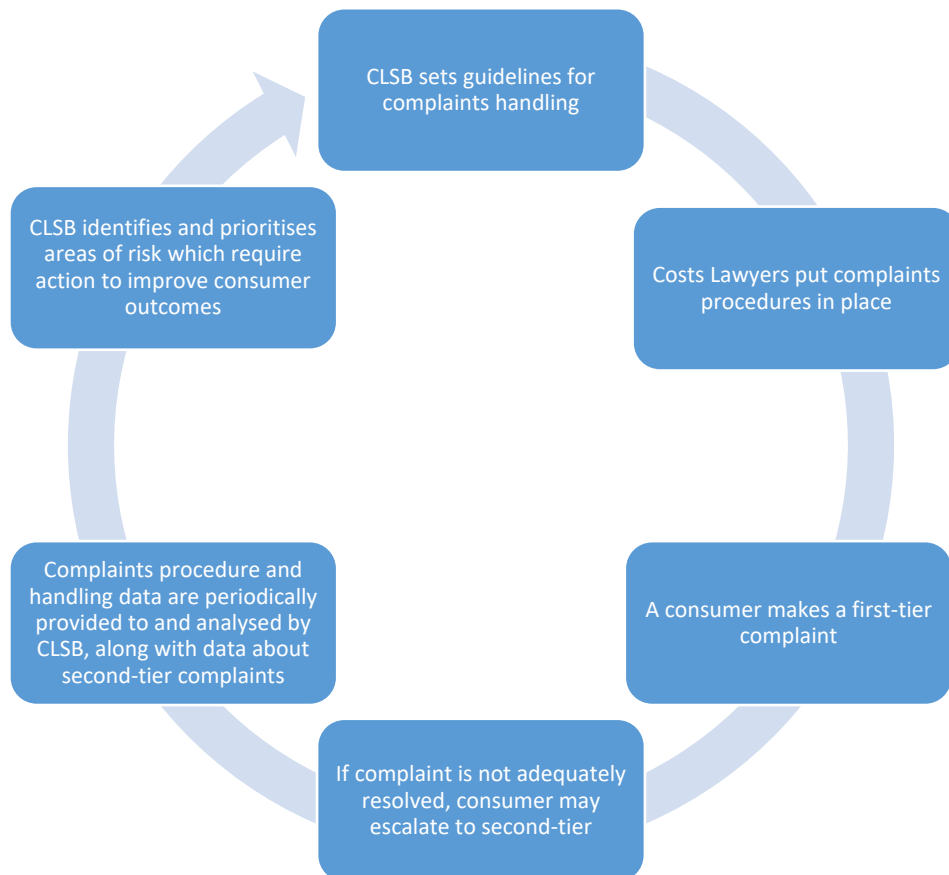 CLSB sets guidelines for
complaints handling
Costs Lawyers put complaints
procedures in place
A consumer makes a first-tier
complaint
If complaint is not adequately
resolved, consumer may
escalate to second-tier
Complaints procedure and
handling data are periodically
provided to and analysed by
CLSB, along with data about
second-tier complaints
CLSB identifies and prioritises
areas of risk which require
action to improve consumer
outcomes